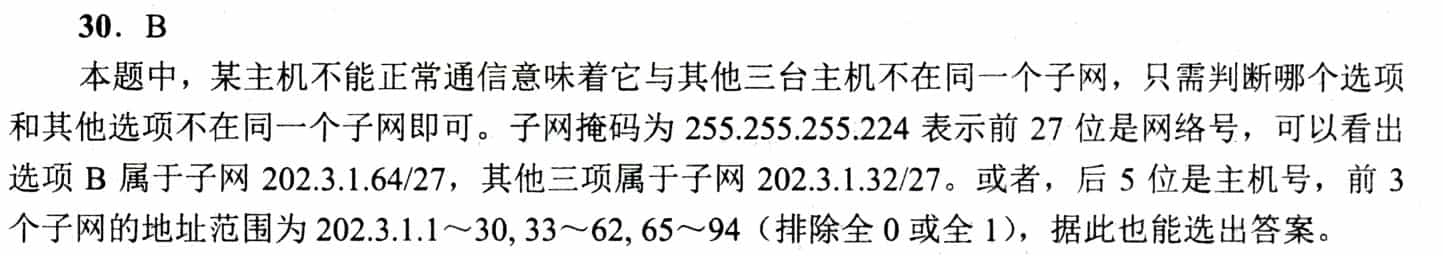 30．B
本题中，某主机不能正常通信意味着它与其他三台主机不在同一个子网，只需判断哪个选项
和其他选项不在同一个子网即可。子网掩码为 255.255.255.224 表示前 27 位是网络号，可以看出
选项 B 属于子网 202.3.1.64/27，其他三项属于子网 202.3.1.32/27。或者，后 5 位是主机号，前 3
个子网的地址范围为 202.3.1.1～30, 33～62, 65～94（排除全 0 或全 1），据此也能选出答案。